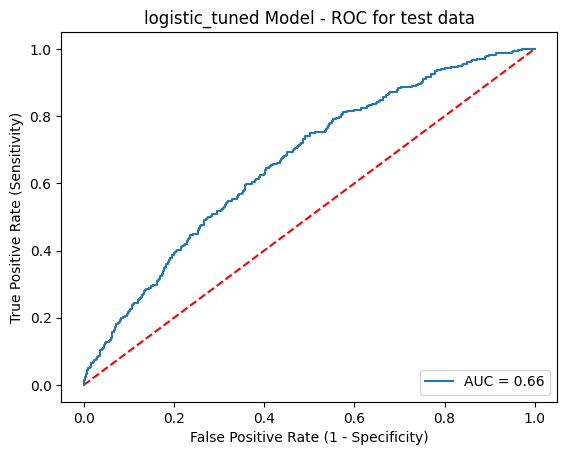 logistic_tuned Model - ROC for test data
True Positive Rate (Sensitivity)
1.0
0.8
0.6
0.4
0.2
0.0
AUC = 0.66
0.0 0.2 0.4 0.6 0.8 1.0
False Positive Rate (1 - Specificity)